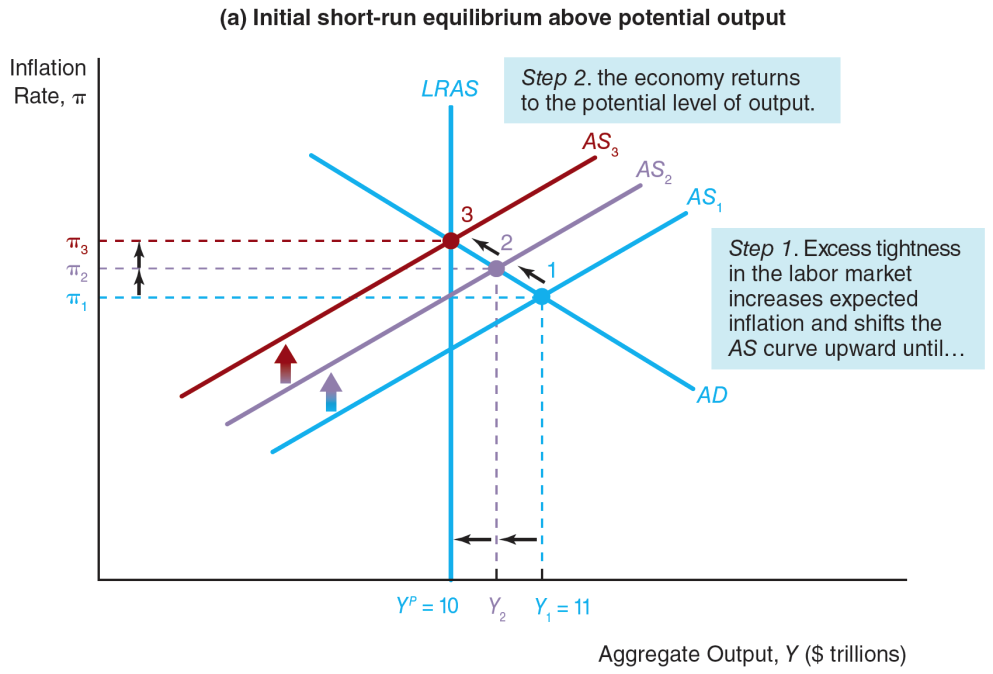 (a) Initial short-run equilibrium above potential output
Inflation
Rate, π
LRAS
Step 2. the economy returns
to the potential level of output.
AS3
AS2
AS1
3
2
1
π3
π2
π1
Step 1. Excess tightness
in the labor market
increases expected
inflation and shifts the
AS curve upward until…
AD
Y^P = 10
Y2
Y1 = 11
Aggregate Output, Y ($ trillions)